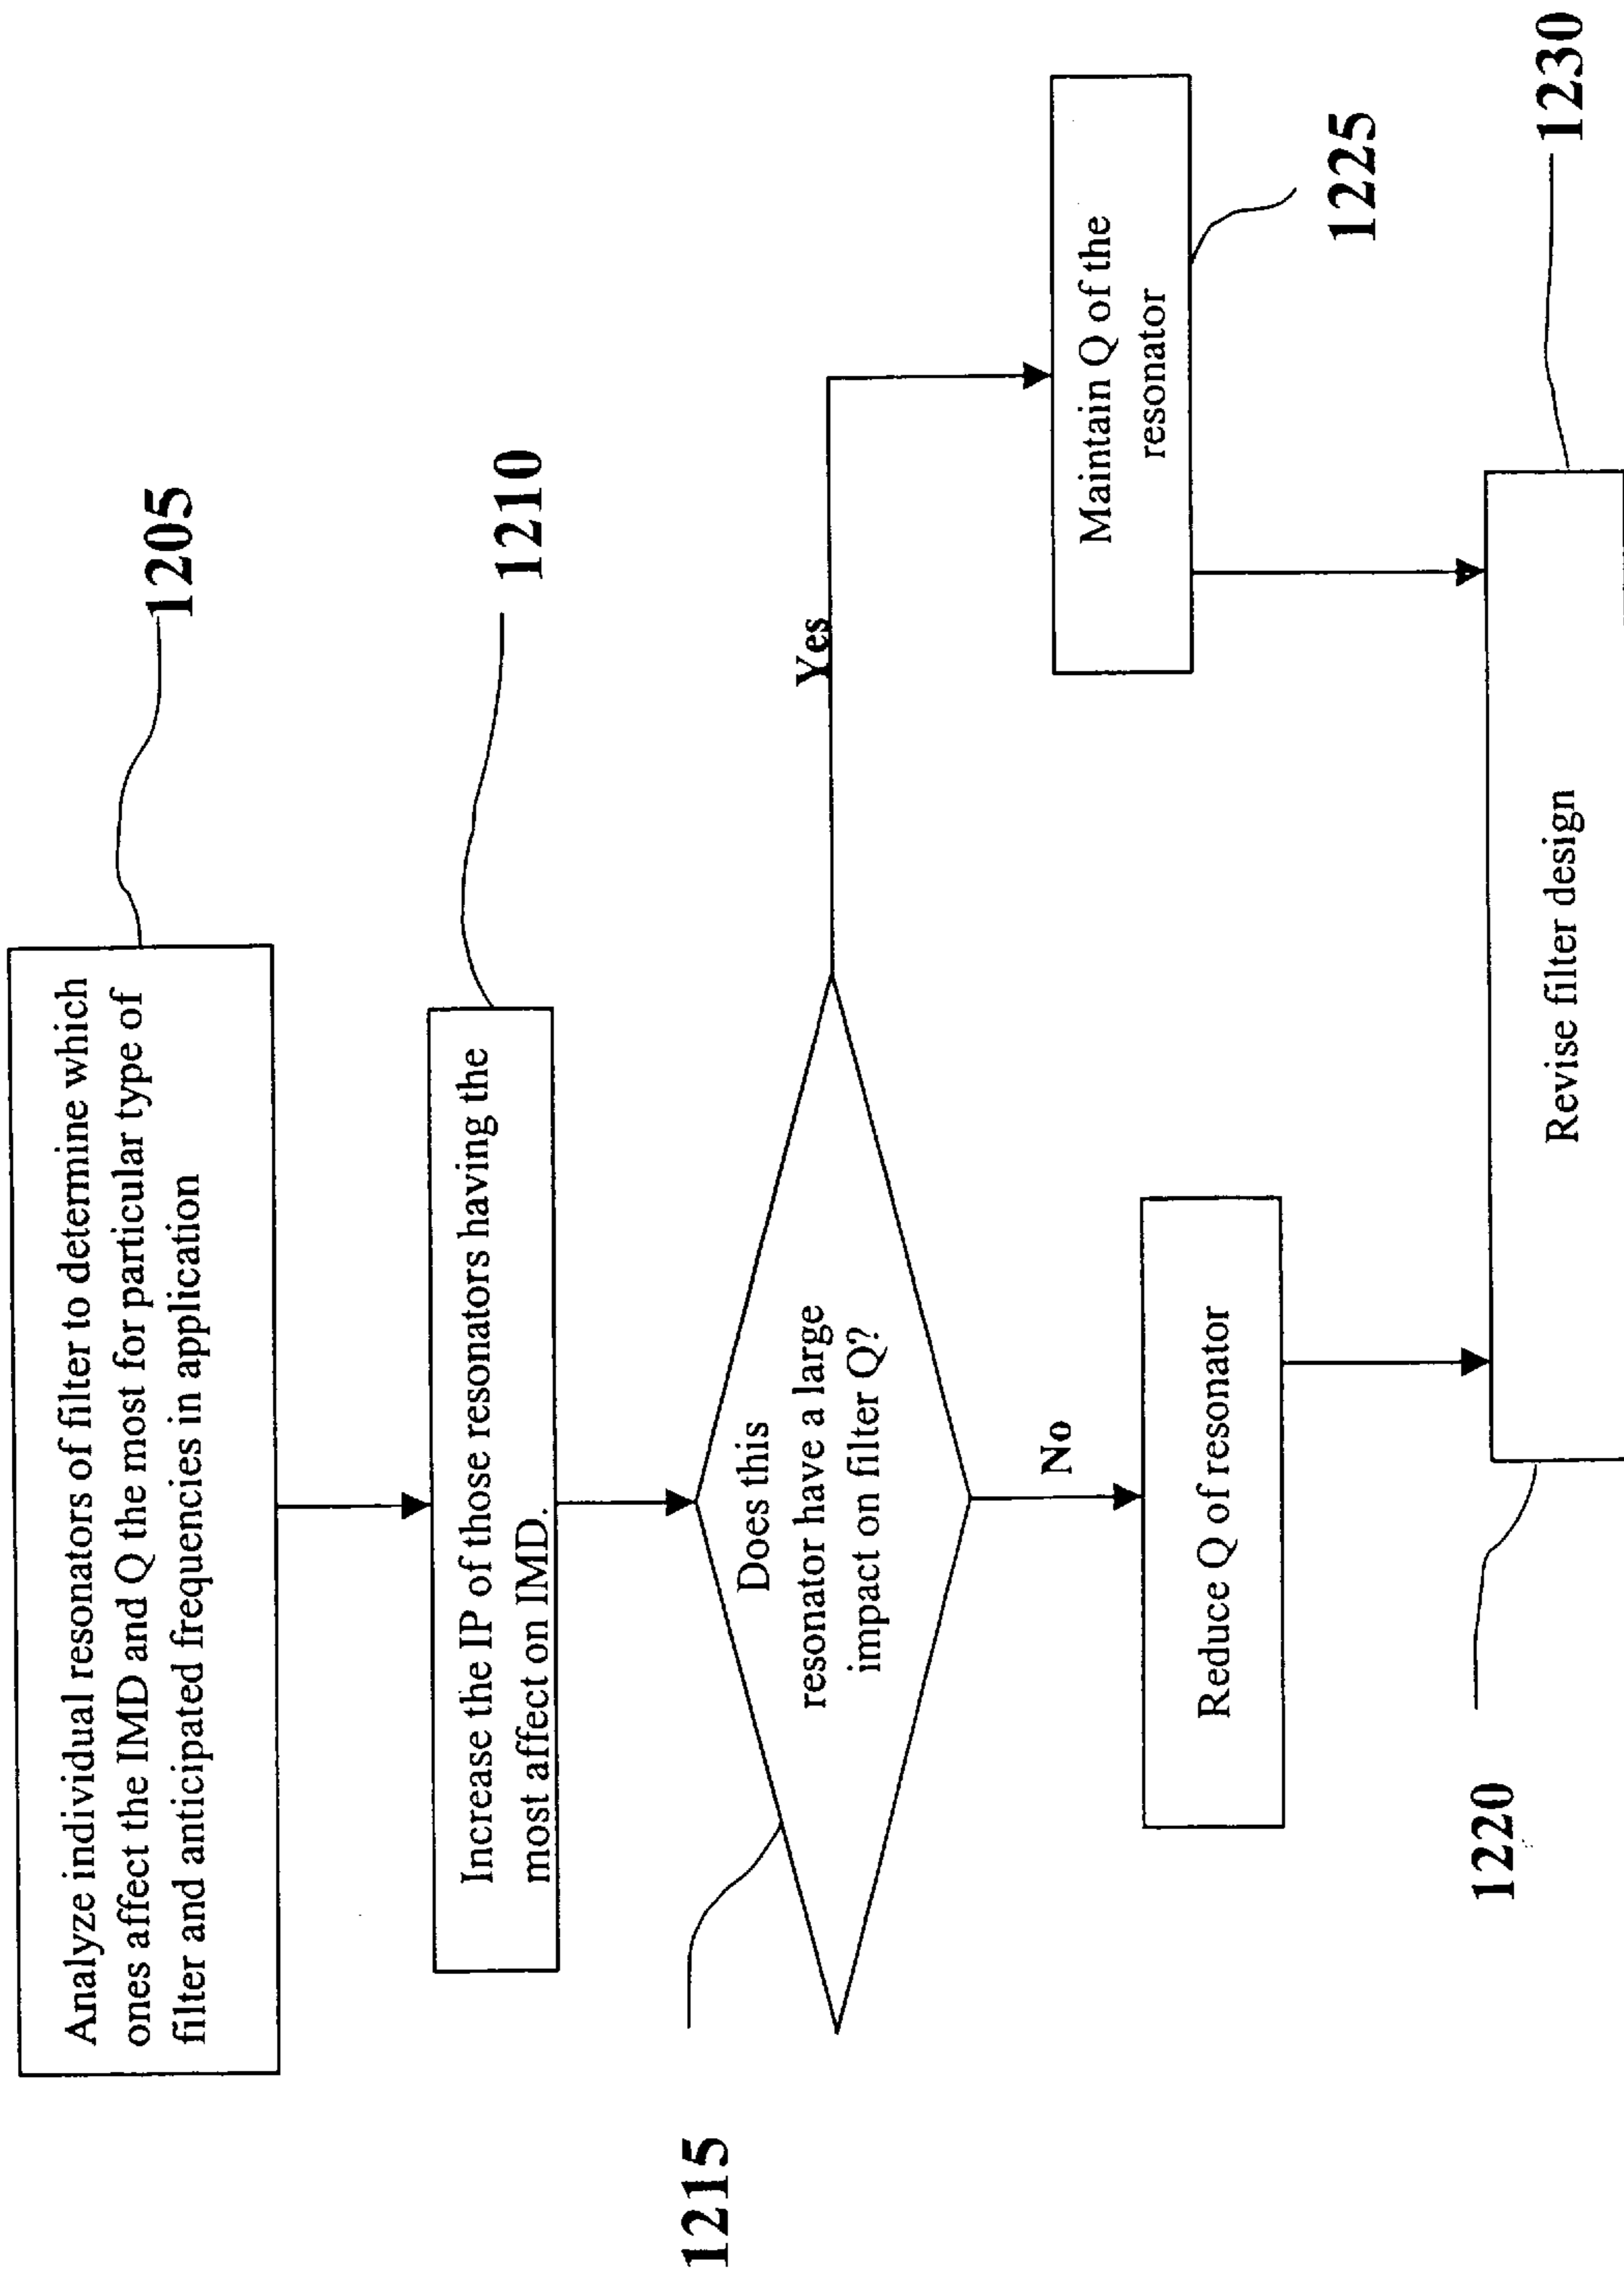 Analyze individual resonators of filter to determine which
ones affect the IMD and Q the most for particular type of
filter and anticipated frequencies in application
1205
Increase the IP of those resonators having the
most affect on IMD.
1210
1215
Does this
resonator have a large
impact on filter Q?
Yes
No
Maintain Q of the
resonator
1225
Reduce Q of resonator
1220
Revise filter design
1230